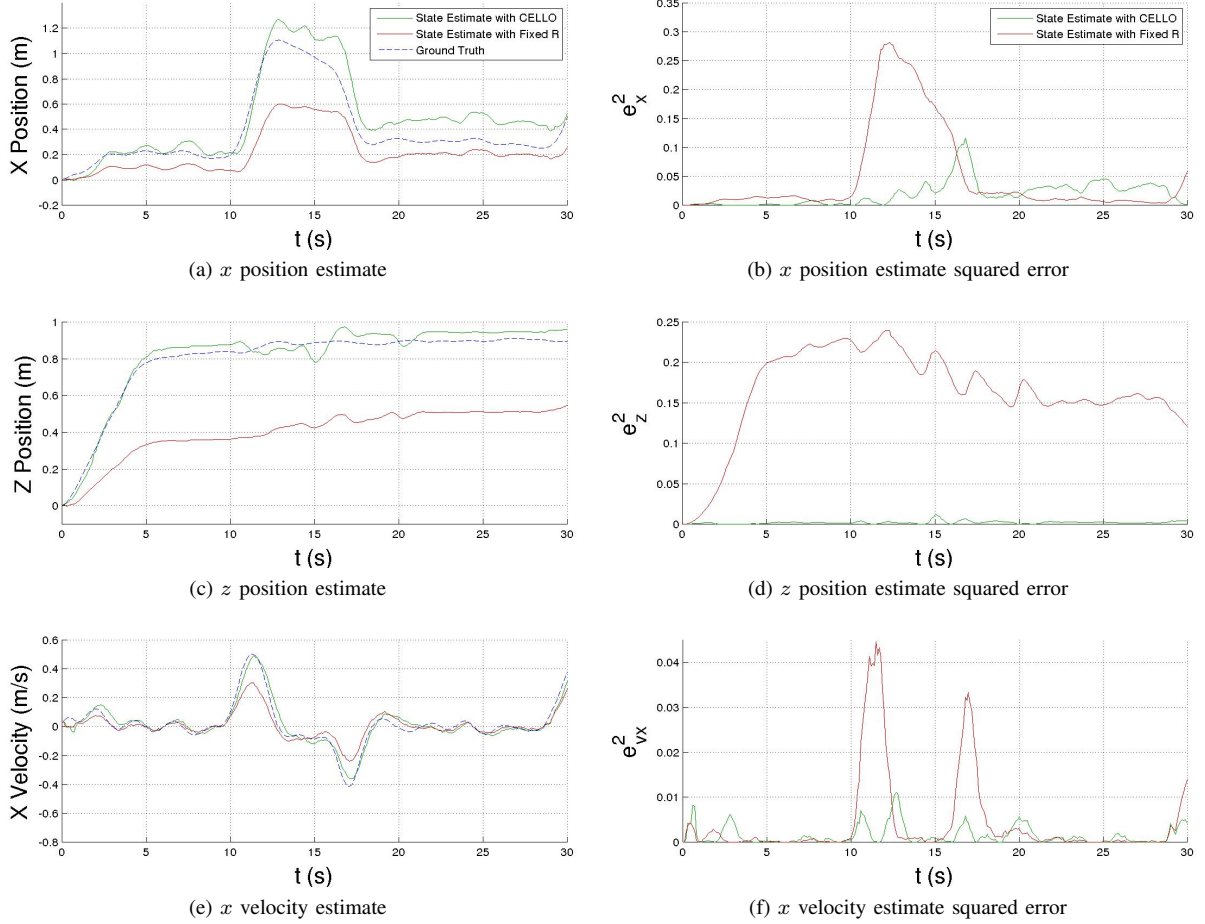 State Estimate with CELLO
State Estimate with Fixed R
Ground Truth
X Position (m)
1.2
1
0.8
0.6
0.4
0.2
0
-0.2
0 5 10 15 20 25 30
t (s)
(a) x position estimate
State Estimate with CELLO
State Estimate with Fixed R
e²x
0.35
0.3
0.25
0.2
0.15
0.1
0.05
0
0 5 10 15 20 25 30
t (s)
(b) x position estimate squared error
Z Position (m)
1
0.8
0.6
0.4
0.2
0
0 5 10 15 20 25 30
t (s)
(c) z position estimate
e²z
0.25
0.2
0.15
0.1
0.05
0
0 5 10 15 20 25 30
t (s)
(d) z position estimate squared error
X Velocity (m/s)
0.6
0.4
0.2
0
-0.2
-0.4
-0.6
-0.8
0 5 10 15 20 25 30
t (s)
(e) x velocity estimate
e²vx
0.04
0.03
0.02
0.01
0
0 5 10 15 20 25 30
t (s)
(f) x velocity estimate squared error